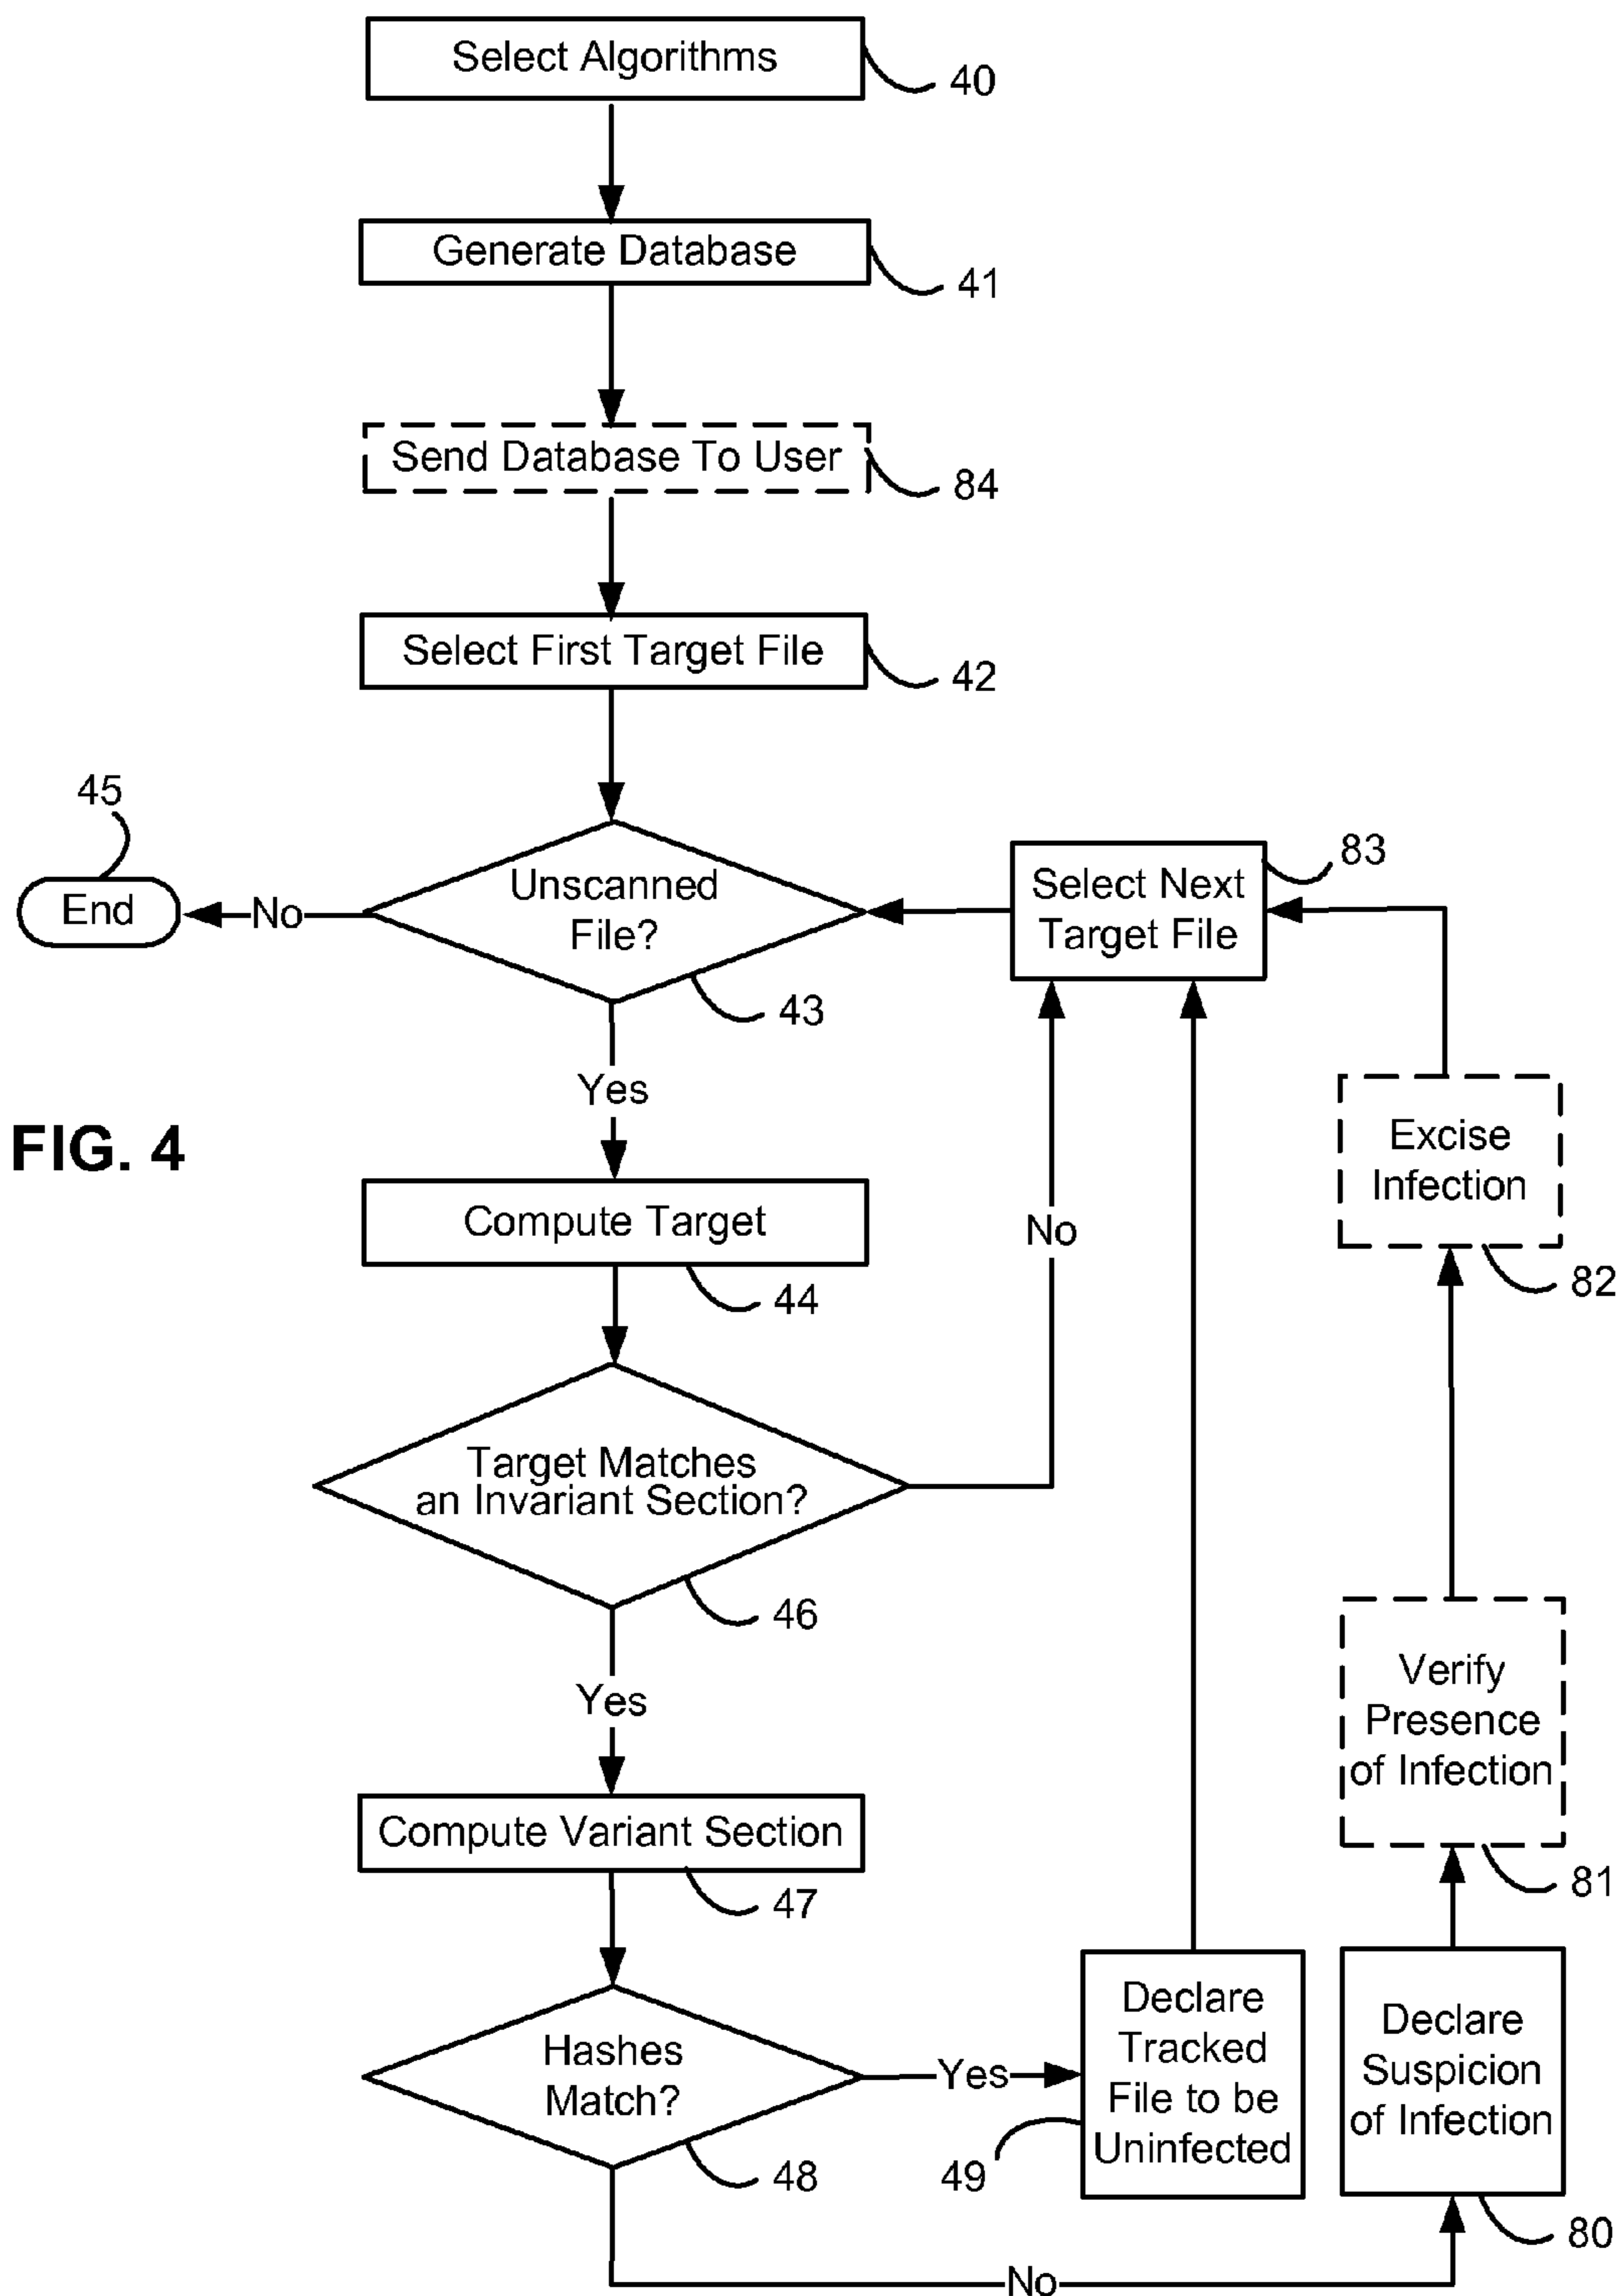 Select Algorithms
40
Generate Database
41
Send Database To User
84
Select First Target File
42
45
End
No
Unscanned
File?
43
Select Next
Target File
83
Yes
FIG. 4
Compute Target
44
No
Excise
Infection
82
Target Matches
an Invariant Section?
46
Yes
Verify
Presence
of Infection
81
Compute Variant Section
47
Hashes
Match?
48
Yes
Declare
Tracked
File to be
Uninfected
49
Declare
Suspicion
of Infection
80
No